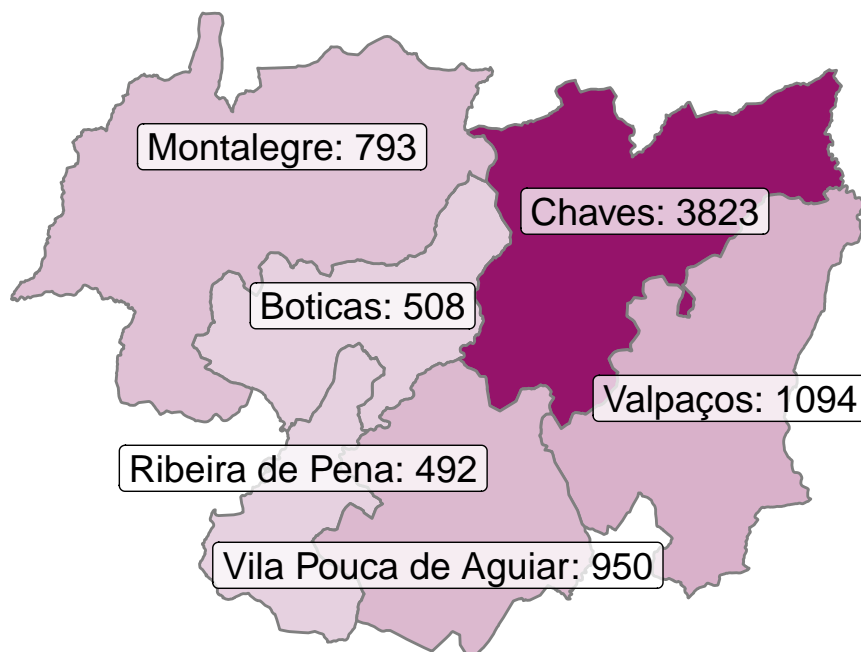 Montalegre: 793
Chaves: 3823
Boticas: 508
Valpaços: 1094
Ribeira de Pena: 492
Vila Pouca de Aguiar: 950